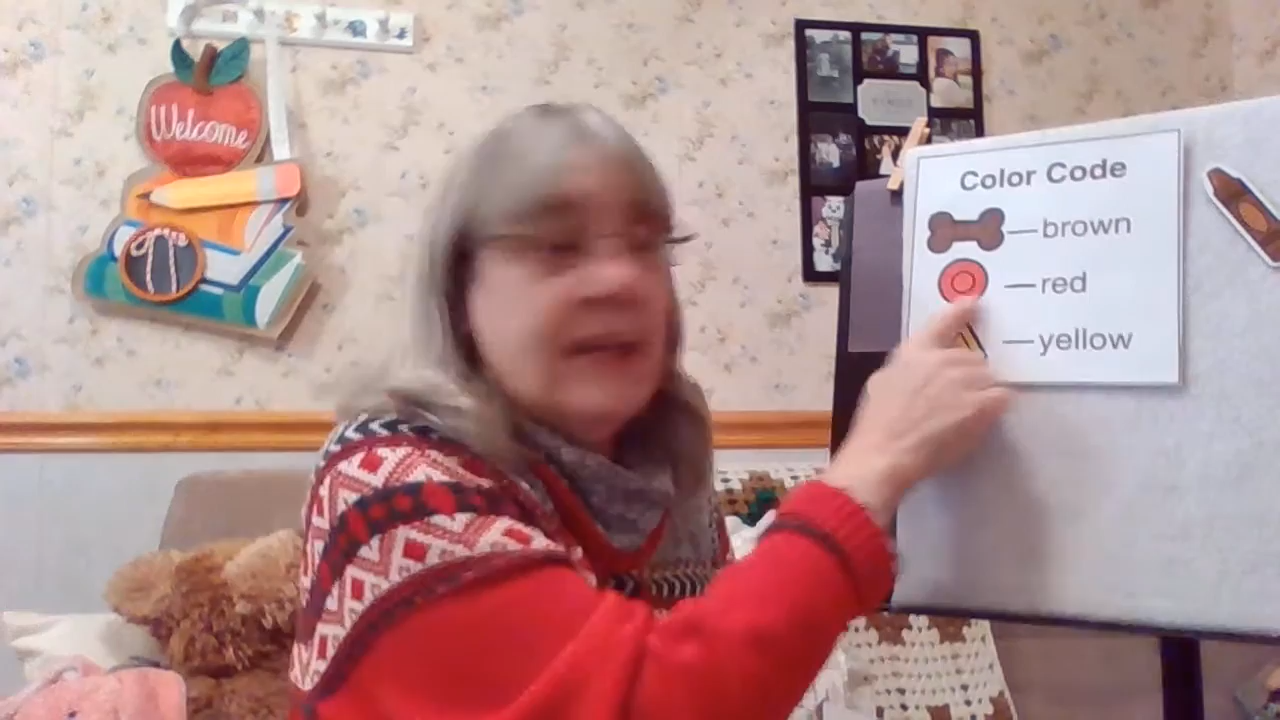 Welcome
Color Code
—brown
—red
—yellow